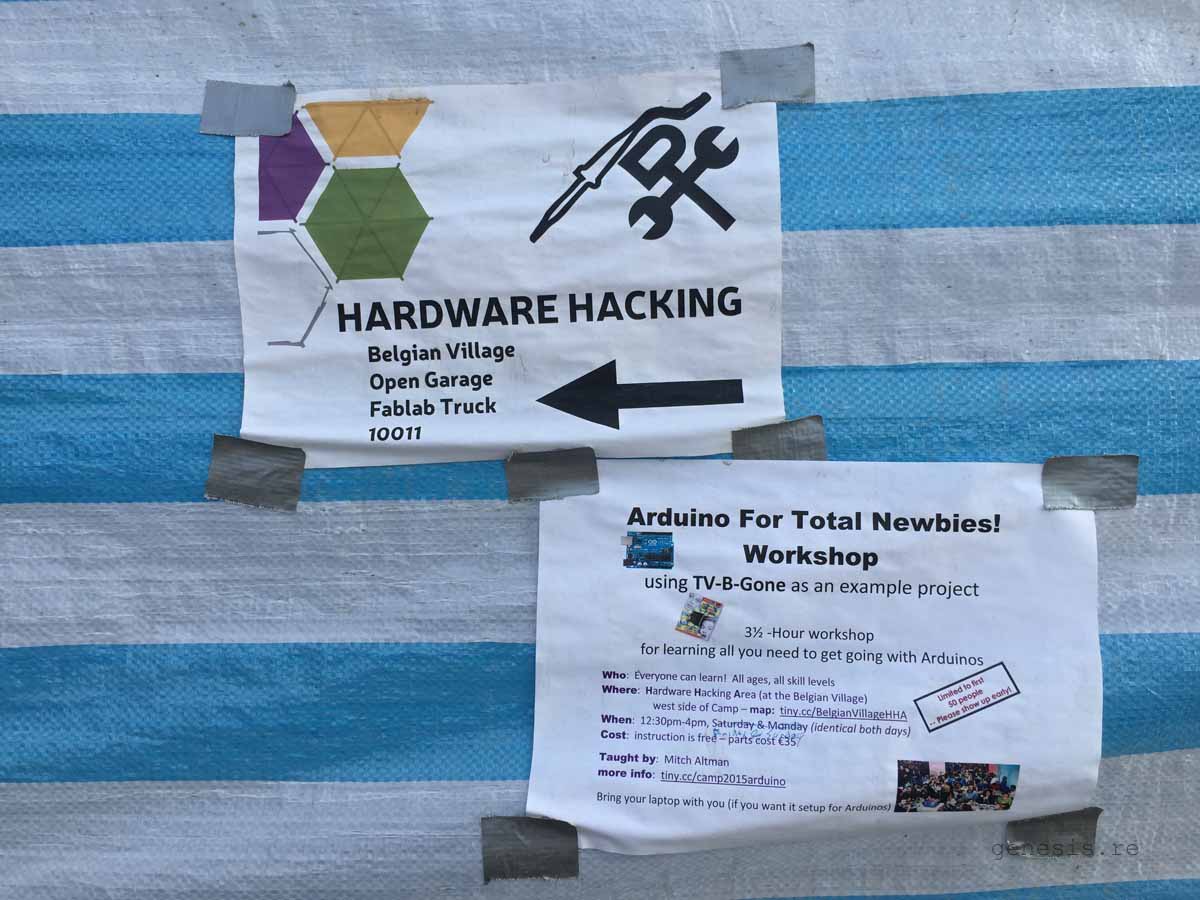 HARDWARE HACKING
Belgian Village
Open Garage
Fablab Truck
10011
Arduino For Total Newbies!
Workshop
using TV-B-Gone as an example project
3½ -Hour workshop
for learning all you need to get going with Arduinos
Who: Everyone can learn! All ages, all skill levels
Where: Hardware Hacking Area (at the Belgian Village)
west side of Camp – map: tiny.cc/BelgianVillageHHA
When: 12:30pm-4pm, Saturday & Monday (identical both days)
Cost: instruction is free – parts cost €35
Limited to first
50 people
.. Please show up early!
Taught by: Mitch Altman
more info: tiny.cc/camp2015arduino
Bring your laptop with you (if you want it setup for Arduinos)
genesis.re